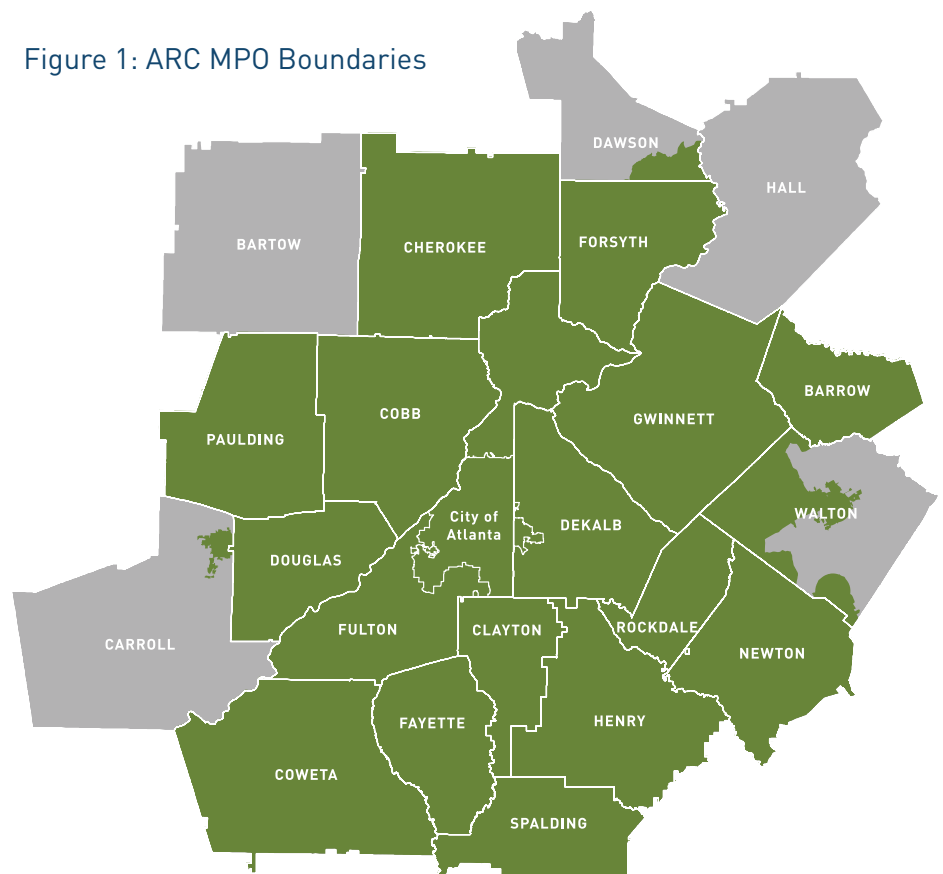 Figure 1: ARC MPO Boundaries
DAWSON
HALL
BARTOW
CHEROKEE
FORSYTH
BARROW
COBB
GWINNETT
PAULDING
WALTON
City of
Atlanta
DEKALB
DOUGLAS
FULTON
CLAYTON
ROCKDALE
CARROLL
NEWTON
FAYETTE
HENRY
COWETA
SPALDING